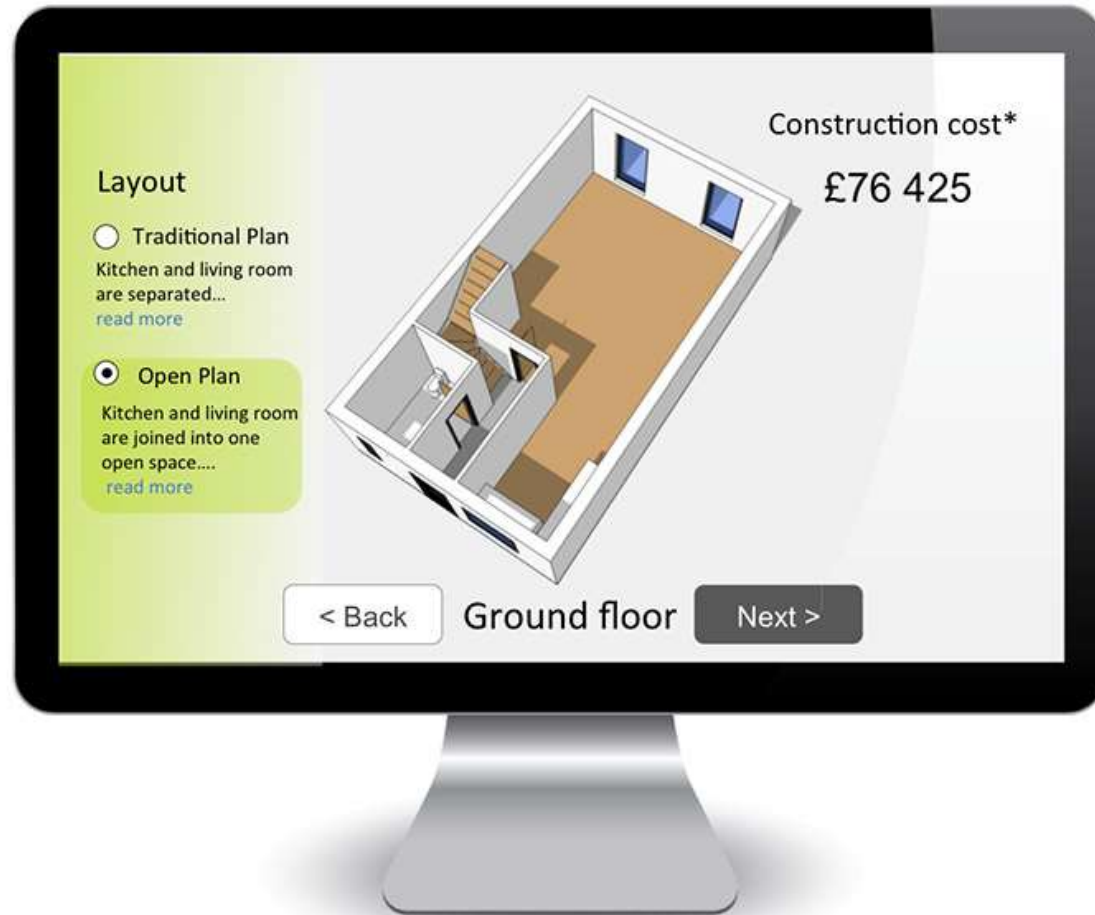 Layout
Traditional Plan
Kitchen and living room
are separated...
read more
Open Plan
Kitchen and living room
are joined into one
open space....
read more
Construction cost*
£76 425
< Back
Ground floor
Next >